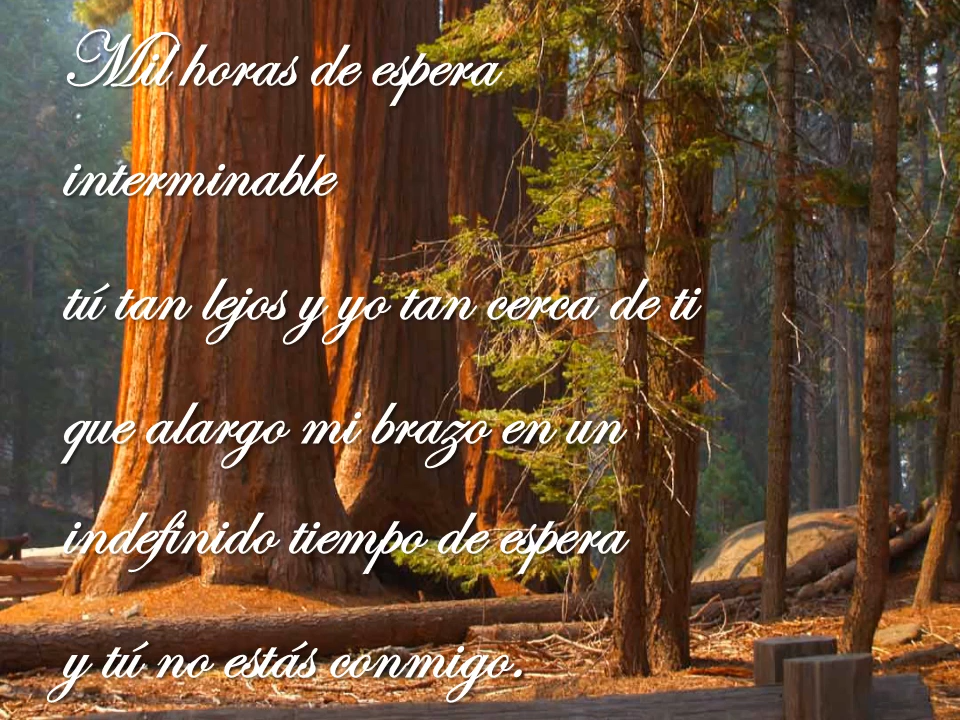 Mil horas de espera
interminable
tú tan lejos y yo tan cerca de ti
que alargo mi brazo en un
indefinido tiempo de espera
y tú no estás conmigo.